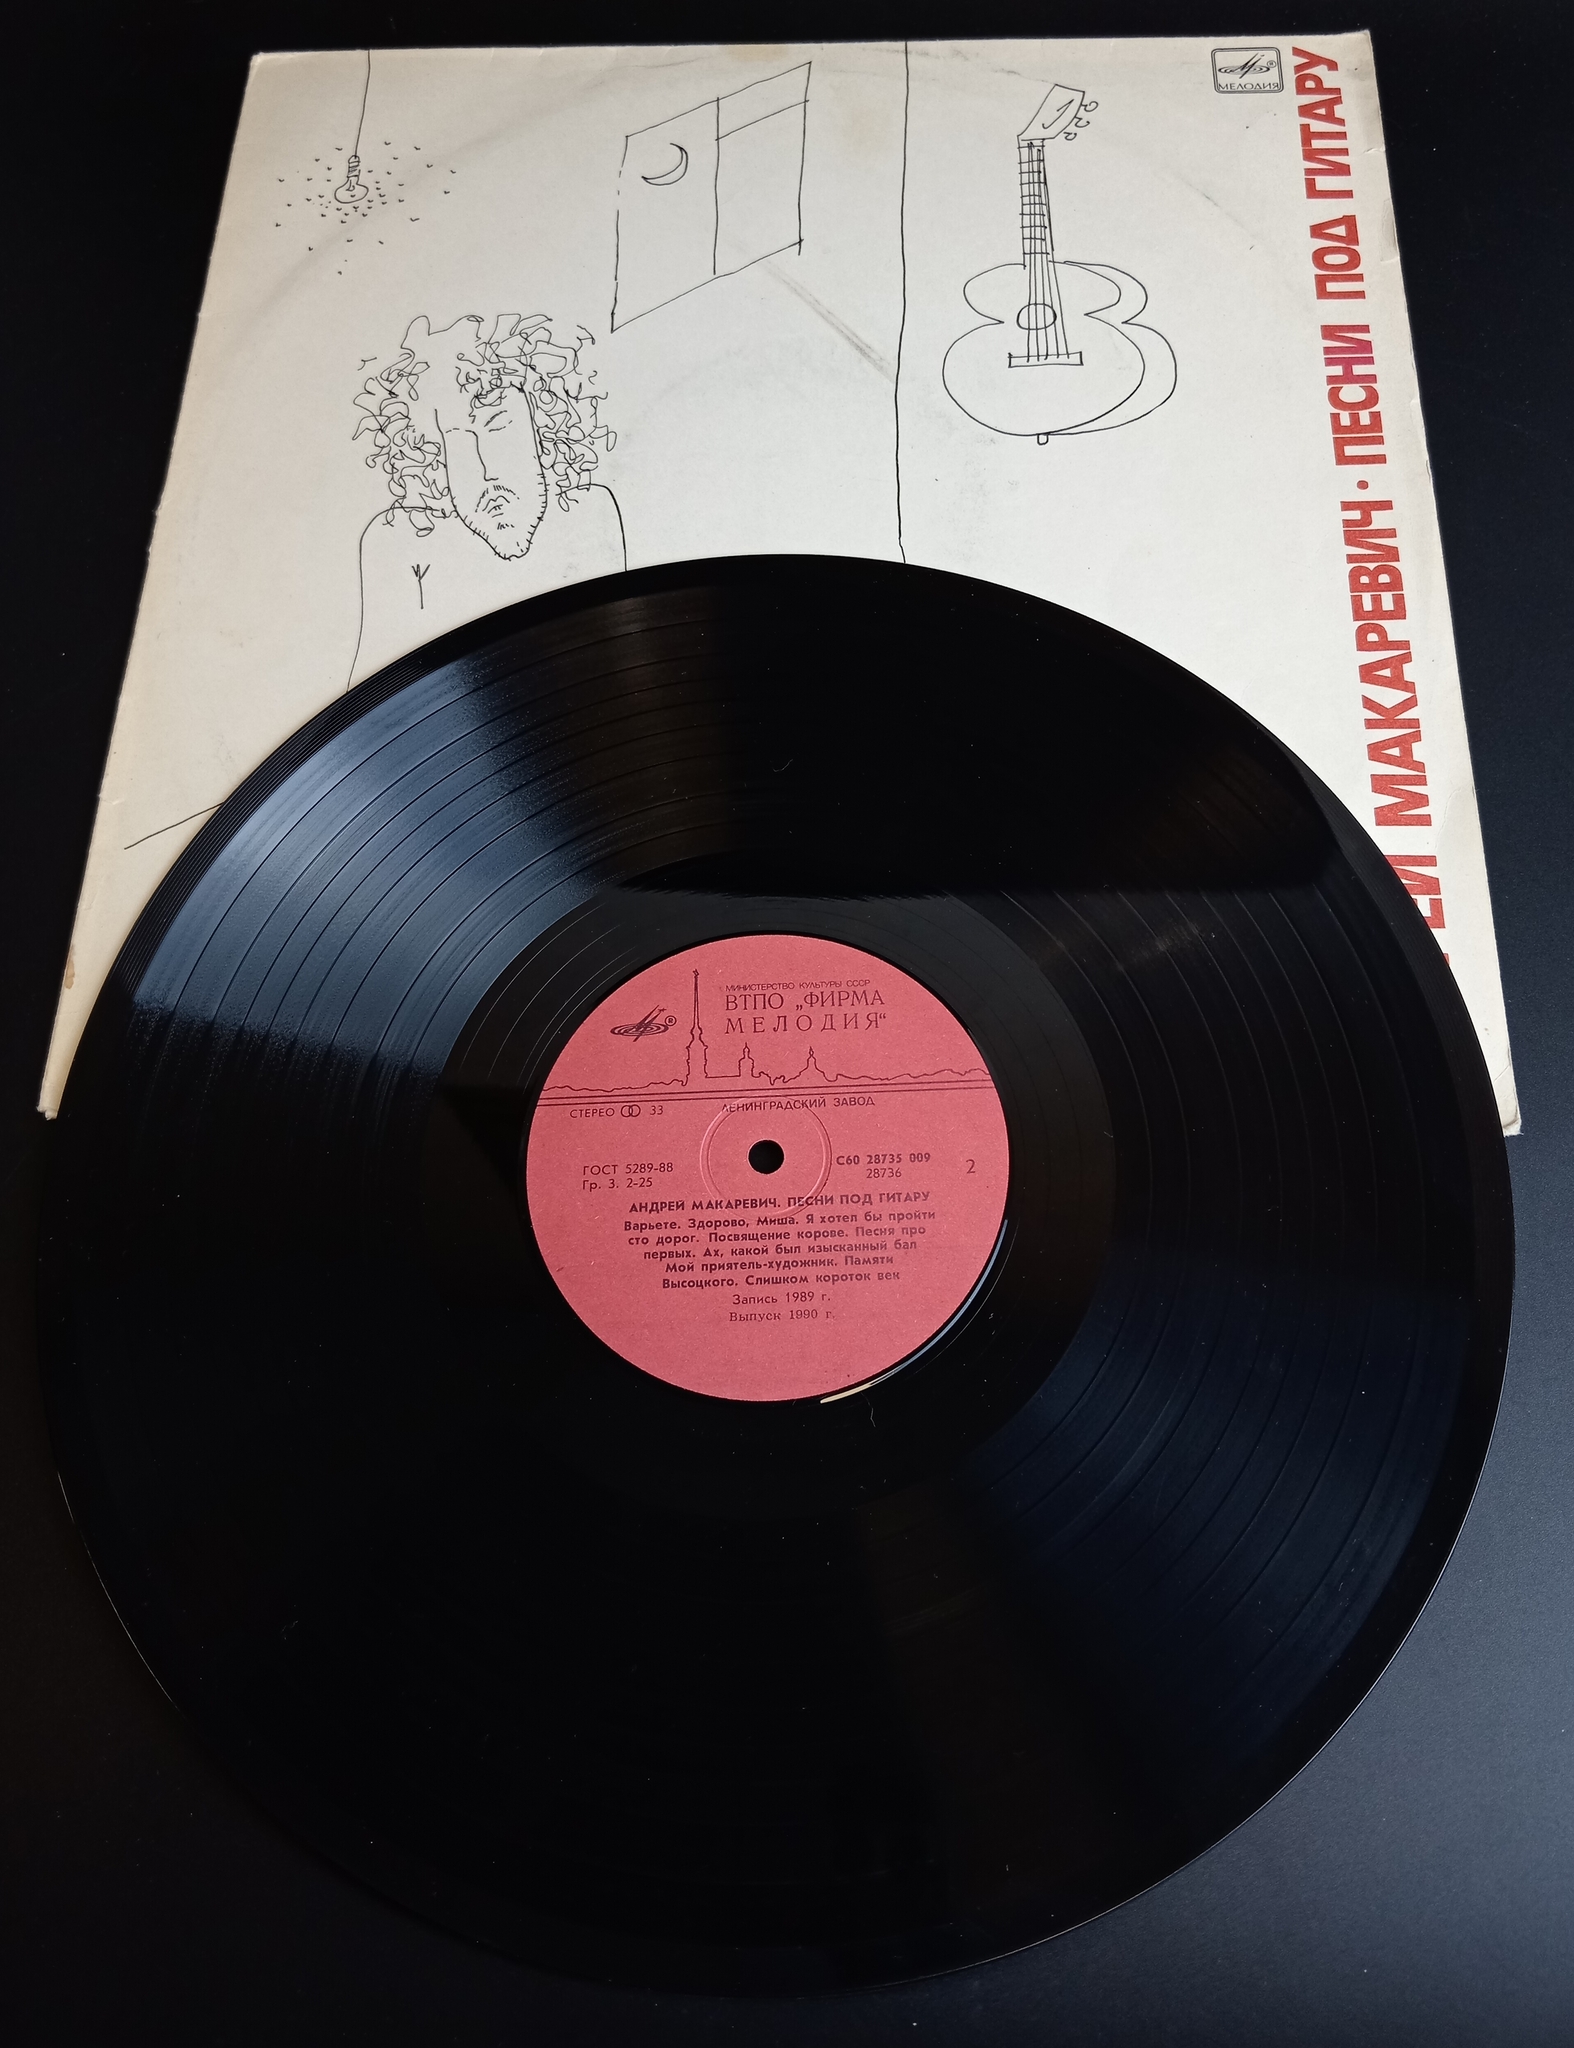 МЕЛОДИЯ
ЕЙ МАКАРЕВИЧ · ПЕСНИ ПОД ГИТАРУ
МИНИСТЕРСТВО КУЛЬТУРЫ СССР
ВТПО „ФИРМА
МЕЛОДИЯ“
СТЕРЕО 33
ЛЕНИНГРАДСКИЙ ЗАВОД
ГОСТ 5289-88
Гр. 3. 2-25
С60 28735 009
28736
2
АНДРЕЙ МАКАРЕВИЧ. ПЕСНИ ПОД ГИТАРУ
Варьете. Здорово, Миша. Я хотел бы пройти
сто дорог. Посвящение корове. Песня про
первых. Ах, какой был изысканный бал
Мой приятель-художник. Памяти
Высоцкого. Слишком короток век
Запись 1989 г.
Выпуск 1990 г.